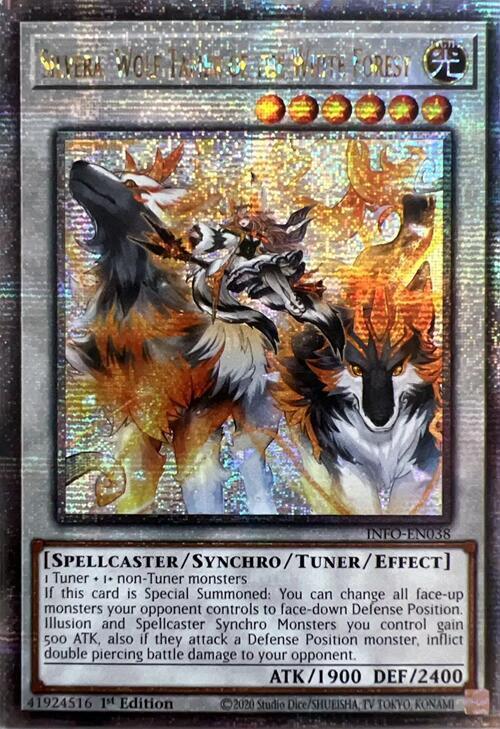 Silvera, Wolf Tamer of the White Forest
LIGHT
光
INFO-EN038
[Spellcaster/Synchro/Tuner/Effect]
1 Tuner + 1+ non-Tuner monsters
If this card is Special Summoned: You can change all face-up
monsters your opponent controls to face-down Defense Position.
Illusion and Spellcaster Synchro Monsters you control gain
500 ATK, also if they attack a Defense Position monster, inflict
double piercing battle damage to your opponent.
ATK/1900 DEF/2400
41924516 1st Edition
©2020 Studio Dice/SHUEISHA, TV TOKYO, KONAMI